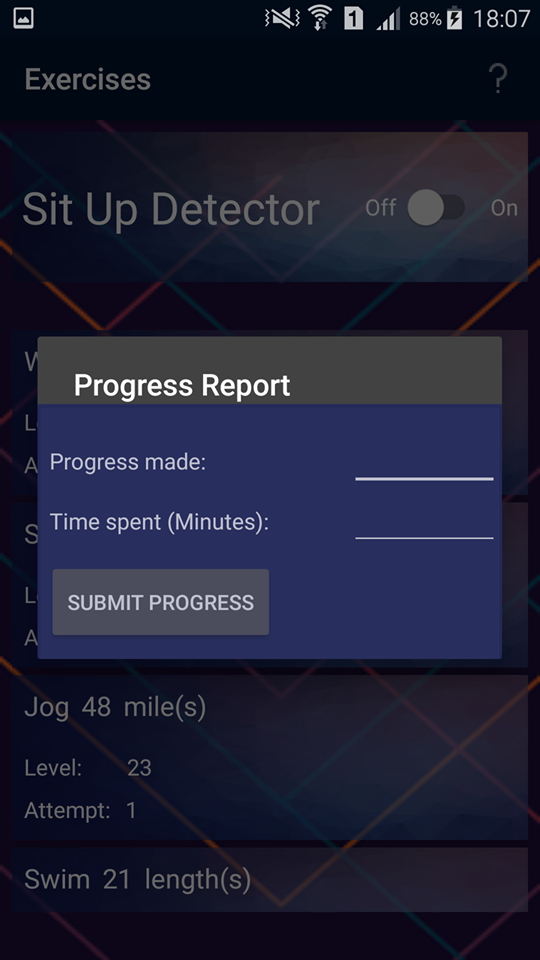 88% 18:07
Exercises ?
Sit Up Detector Off On
Progress Report
Progress made:
Time spent (Minutes):
SUBMIT PROGRESS
Jog 48 mile(s)
Level: 23
Attempt: 1
Swim 21 length(s)